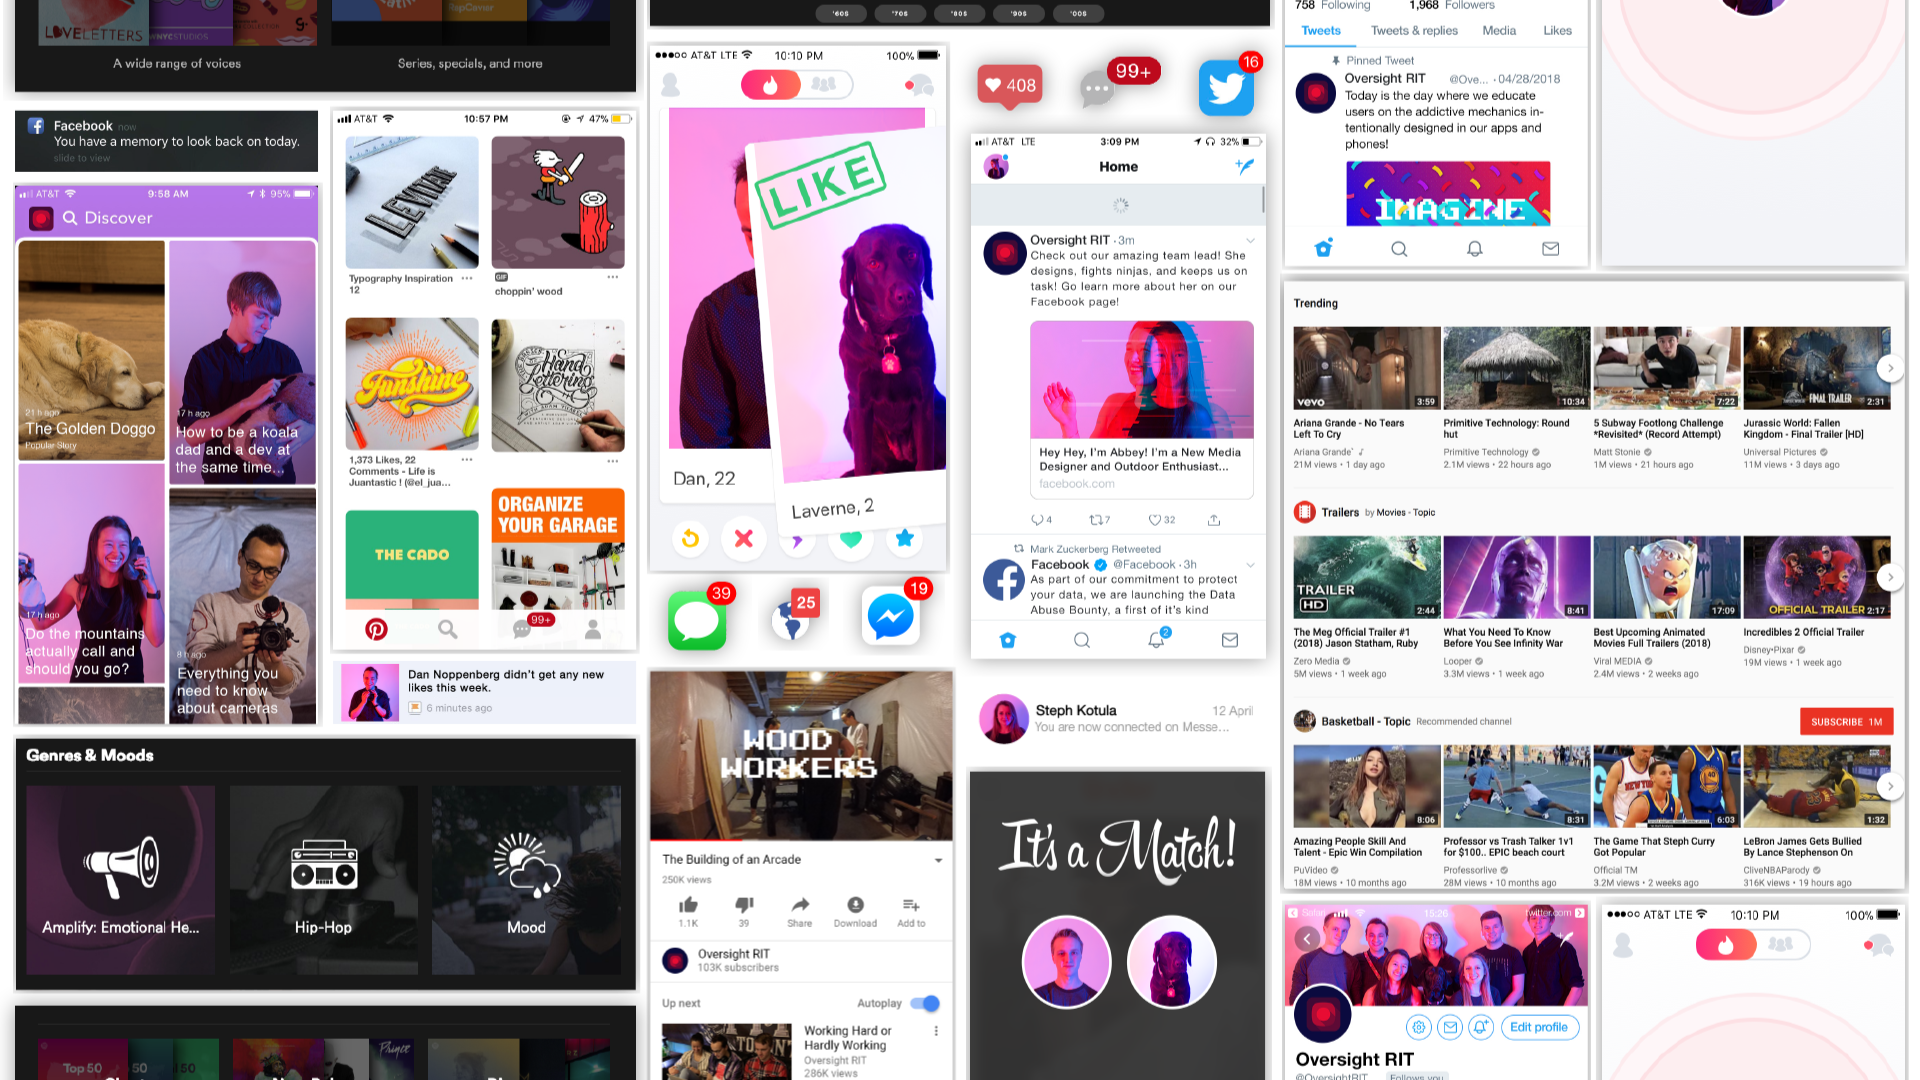 LOVELETTERS
WNYCSTUDIOS
RapCaviar
A wide range of voices
Series, specials, and more
Facebook now
You have a memory to look back on today.
slide to view
AT&T
9:58 AM
95%
Discover
21 h ago
The Golden Doggo
Popular Story
17 h ago
How to be a koala
dad and a dev at
the same time...
17 h ago
Do the mountains
actually call and
should you go?
8 h ago
Everything you
need to know
about cameras
AT&T
10:57 PM
47%
Typography Inspiration
12
GIF
choppin' wood
Funshine
Hand
Lettering
1,373 Likes, 22
Comments - Life is
Juantastic ! (@el_jua...
ORGANIZE
YOUR GARAGE
THE CADO
99+
Dan Noppenberg didn't get any new
likes this week.
6 minutes ago
Genres & Moods
Amplify: Emotional He...
Hip-Hop
Mood
Top 50
50
Prince
'60s
'70s
'80s
'90s
'00s
AT&T LTE
10:10 PM
100%
LIKE
Dan, 22
Laverne, 2
39
25
19
WOOD
WORKERS
The Building of an Arcade
250K views
1.1K
39
Share
Download
Add to
Oversight RIT
103K subscribers
Up next
Autoplay
Working Hard or
Hardly Working
Oversight RIT
286K views
408
99+
16
AT&T LTE
3:09 PM
32%
Home
Oversight RIT · 3m
Check out our amazing team lead! She
designs, fights ninjas, and keeps us on
task! Go learn more about her on our
Facebook page!
Hey Hey, I'm Abbey! I'm a New Media
Designer and Outdoor Enthusiast...
facebook.com
4
7
32
Mark Zuckerberg Retweeted
Facebook @Facebook · 3h
As part of our commitment to protect
your data, we are launching the Data
Abuse Bounty, a first of it's kind
2
Steph Kotula
12 April
You are now connected on Messe...
It's a Match!
758 Following
1,968 Followers
Tweets
Tweets & replies
Media
Likes
Pinned Tweet
Oversight RIT @Ove... · 04/28/2018
Today is the day where we educate
users on the addictive mechanics in-
tentionally designed in our apps and
phones!
IMAGINE
Trending
vevo
3:59
10:34
7:22
FINAL TRAILER
2:31
Ariana Grande - No Tears
Left To Cry
Ariana Grande
21M views • 1 day ago
Primitive Technology: Round
hut
Primitive Technology
2.1M views • 22 hours ago
5 Subway Footlong Challenge
*Revisited* (Record Attempt)
Matt Stonie
1M views • 21 hours ago
Jurassic World: Fallen
Kingdom - Final Trailer [HD]
Universal Pictures
11M views • 3 days ago
Trailers by Movies - Topic
TRAILER
HD
2:44
8:41
17:09
OFFICIAL TRAILER 2:17
The Meg Official Trailer #1
(2018) Jason Statham, Ruby
Zero Media
5M views • 1 week ago
What You Need To Know
Before You See Infinity War
Looper
3.3M views • 1 week ago
Best Upcoming Animated
Movies Full Trailers (2018)
Viral MEDIA
2.4M views • 2 weeks ago
Incredibles 2 Official Trailer
Disney•Pixar
19M views • 1 week ago
Basketball - Topic Recommended channel
SUBSCRIBE 1M
8:06
8:31
6:03
1:32
Amazing People Skill And
Talent - Epic Win Compilation
PuVideo
18M views • 10 months ago
Professor vs Trash Talker 1v1
for $100.. EPIC beach court
Professorlive
28M views • 10 months ago
The Game That Steph Curry
Got Popular
Official TM
3.2M views • 2 weeks ago
LeBron James Gets Bullied
By Lance Stephenson On
CliveNBAParody
316K views • 19 hours ago
Safari
15:26
twitter.com
Edit profile
Oversight RIT
@OversightRIT Follows you
AT&T LTE
10:10 PM
100%